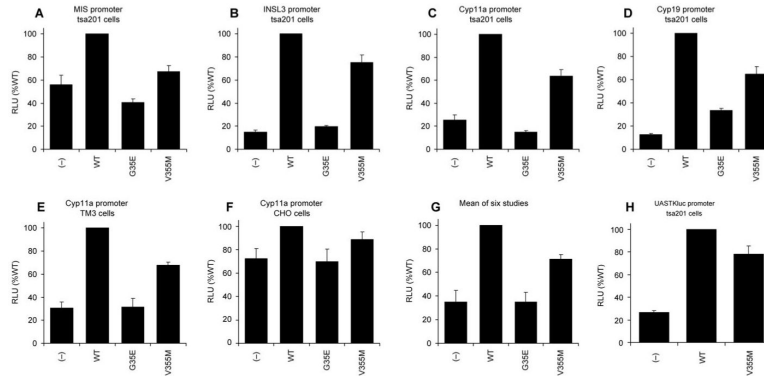 A
MIS promoter
tsa201 cells
RLU (%WT)
100
80
60
40
20
0
(–)
WT
G35E
V355M
B
INSL3 promoter
tsa201 cells
RLU (%WT)
100
80
60
40
20
0
(–)
WT
G35E
V355M
C
Cyp11a promoter
tsa201 cells
RLU (%WT)
100
80
60
40
20
0
(–)
WT
G35E
V355M
D
Cyp19 promoter
tsa201 cells
RLU (%WT)
100
80
60
40
20
0
(–)
WT
G35E
V355M
E
Cyp11a promoter
TM3 cells
RLU (%WT)
100
80
60
40
20
0
(–)
WT
G35E
V355M
F
Cyp11a promoter
CHO cells
RLU (%WT)
100
80
60
40
20
0
(–)
WT
G35E
V355M
G
Mean of six studies
RLU (%WT)
100
80
60
40
20
0
(–)
WT
G35E
V355M
H
UASTKluc promoter
tsa201 cells
RLU (%WT)
100
80
60
40
20
0
(–)
WT
V355M